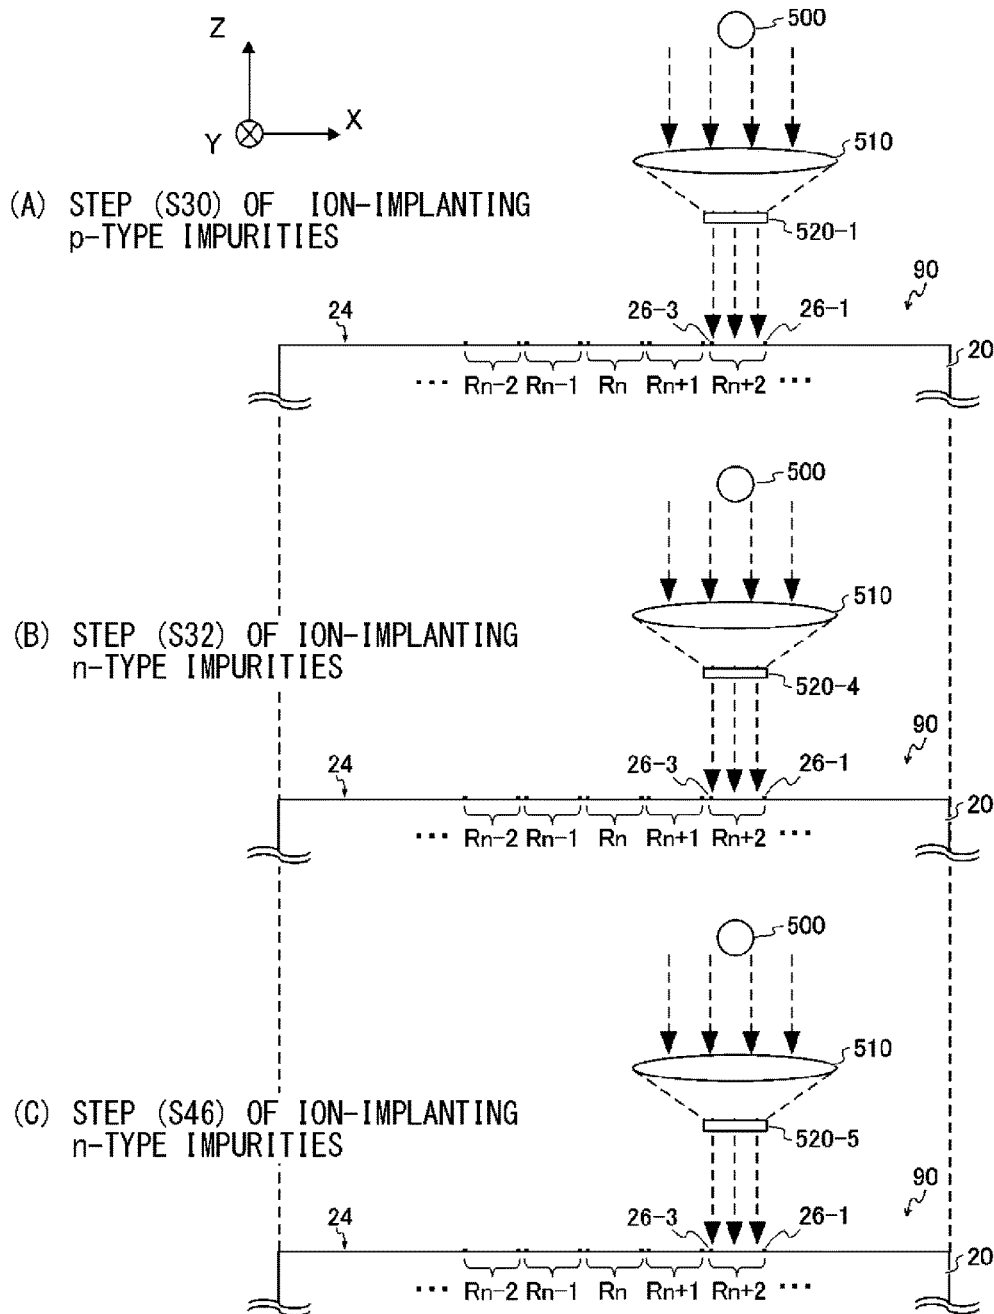 Z
X
Y
500
510
(A) STEP (S30) OF ION-IMPLANTING
p-TYPE IMPURITIES
520-1
90
24
26-3
26-1
20
... Rn-2 Rn-1 Rn Rn+1 Rn+2 ...
500
510
(B) STEP (S32) OF ION-IMPLANTING
n-TYPE IMPURITIES
520-4
90
24
26-3
26-1
20
... Rn-2 Rn-1 Rn Rn+1 Rn+2 ...
500
510
(C) STEP (S46) OF ION-IMPLANTING
n-TYPE IMPURITIES
520-5
90
24
26-3
26-1
20
... Rn-2 Rn-1 Rn Rn+1 Rn+2 ...